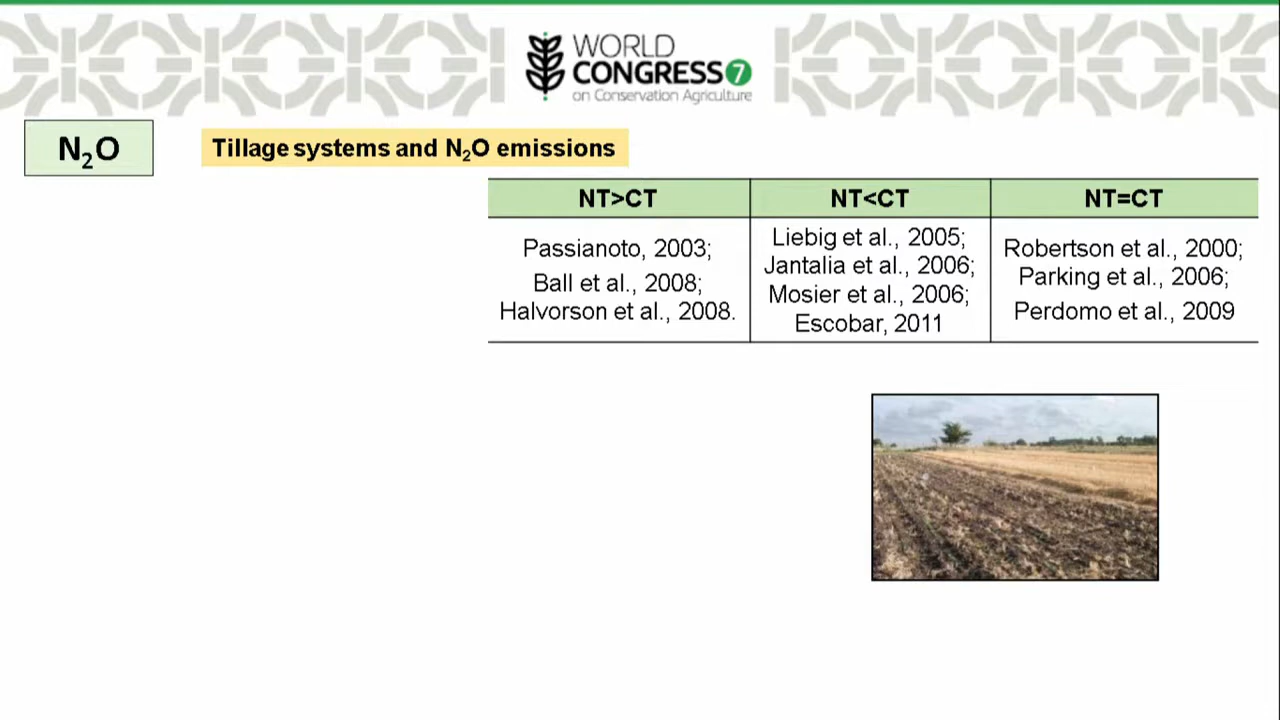 WORLD
CONGRESS 7
on Conservation Agriculture
N₂O
Tillage systems and N₂O emissions
NT>CT
NT<CT
NT=CT
Passianoto, 2003;
Ball et al., 2008;
Halvorson et al., 2008.
Liebig et al., 2005;
Jantalia et al., 2006;
Mosier et al., 2006;
Escobar, 2011
Robertson et al., 2000;
Parking et al., 2006;
Perdomo et al., 2009